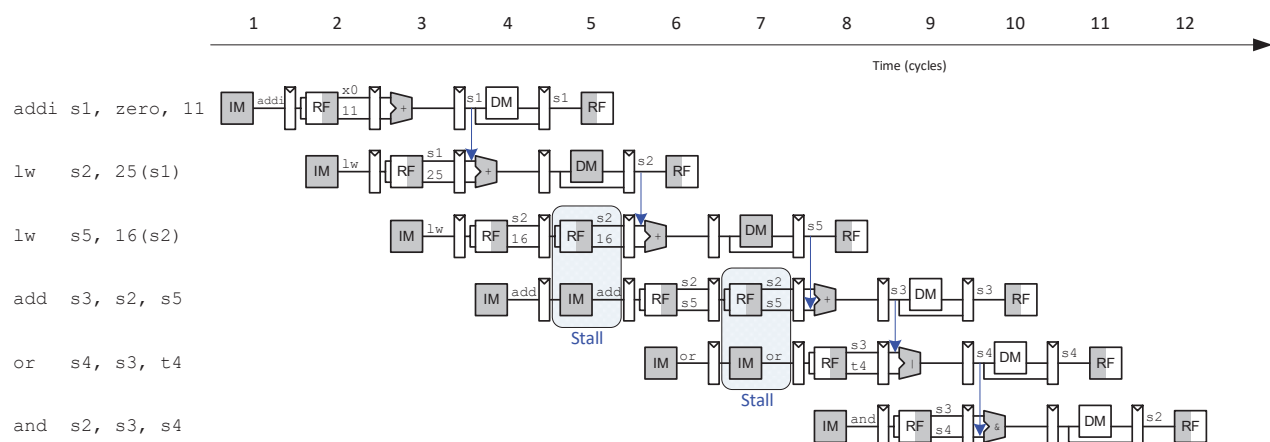 1 2 3 4 5 6 7 8 9 10 11 12
Time (cycles)
addi s1, zero, 11 IM addi RF x0 11 + s1 DM s1 RF
lw s2, 25(s1) IM lw RF s1 25 + DM s2 RF
lw s5, 16(s2) IM lw RF s2 16 RF s2 16 + DM s5 RF
add s3, s2, s5 IM add IM add RF s2 s5 RF s2 s5 + s3 DM s3 RF
Stall
or s4, s3, t4 IM or IM or RF s3 t4 | s4 DM s4 RF
Stall
and s2, s3, s4 IM and RF s3 s4 & DM s2 RF